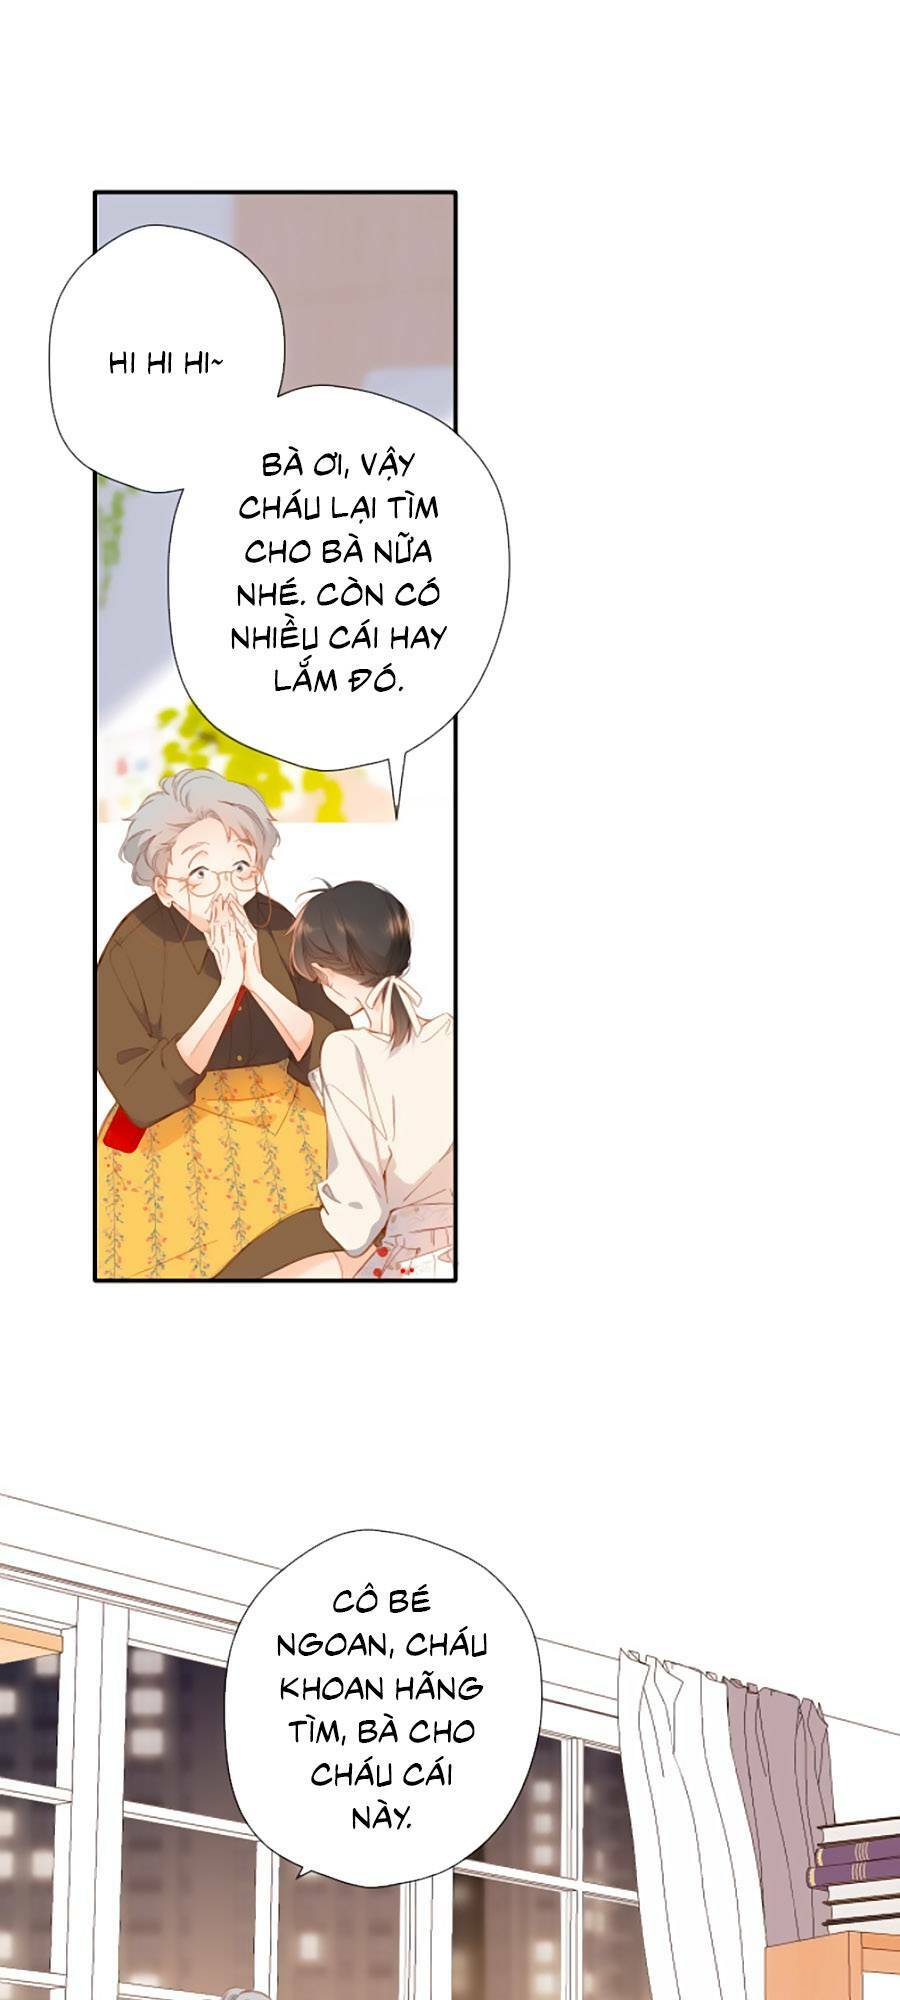 HI HI HI~
BÀ ƠI, VẬY
CHÁU LẠI TÌM
CHO BÀ NỮA
NHÉ. CÒN CÓ
NHIỀU CÁI HAY
LẮM ĐÓ.
CÔ BÉ
NGOAN, CHÁU
KHOAN HÃNG
TÌM, BÀ CHO
CHÁU CÁI
NÀY.